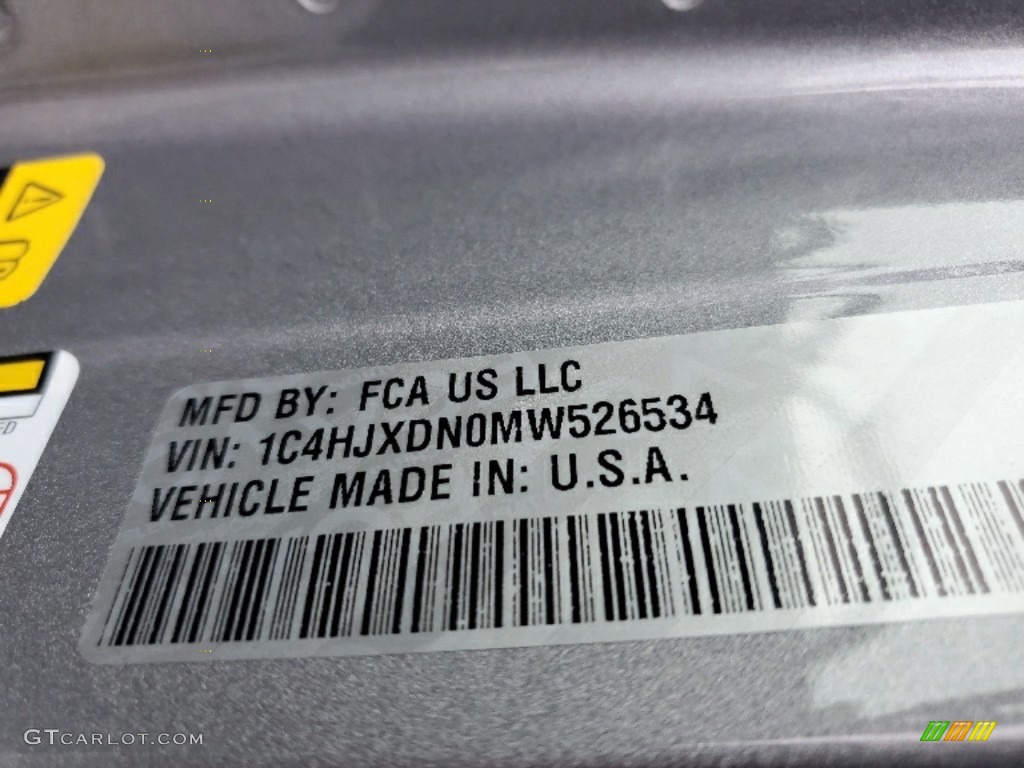 MFD BY: FCA US LLC
VIN: 1C4HJXDN0MW526534
VEHICLE MADE IN: U.S.A.
GTCARLOT.COM